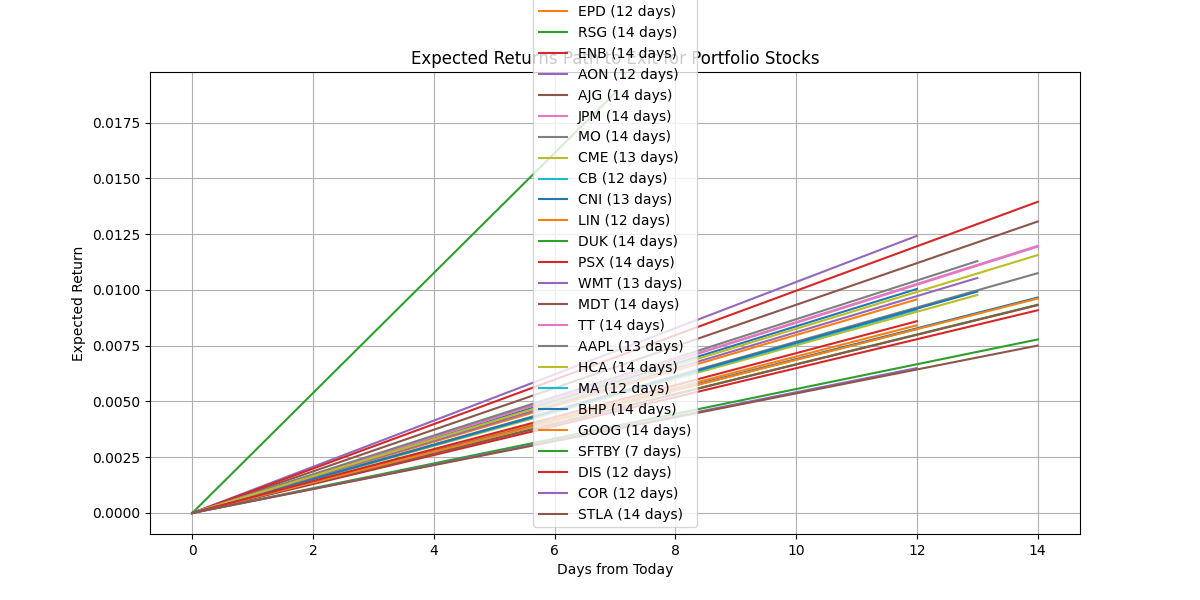 EPD (12 days)
RSG (14 days)
ENB (14 days)
Expected Returns Path to Exit for Portfolio Stocks
AON (12 days)
AJG (14 days)
JPM (14 days)
MO (14 days)
CME (13 days)
CB (12 days)
CNI (13 days)
LIN (12 days)
DUK (14 days)
PSX (14 days)
WMT (13 days)
MDT (14 days)
TT (14 days)
AAPL (13 days)
HCA (14 days)
MA (12 days)
BHP (14 days)
GOOG (14 days)
SFTBY (7 days)
DIS (12 days)
COR (12 days)
STLA (14 days)
Expected Return
0.0175
0.0150
0.0125
0.0100
0.0075
0.0050
0.0025
0.0000
0 2 4 6 8 10 12 14
Days from Today